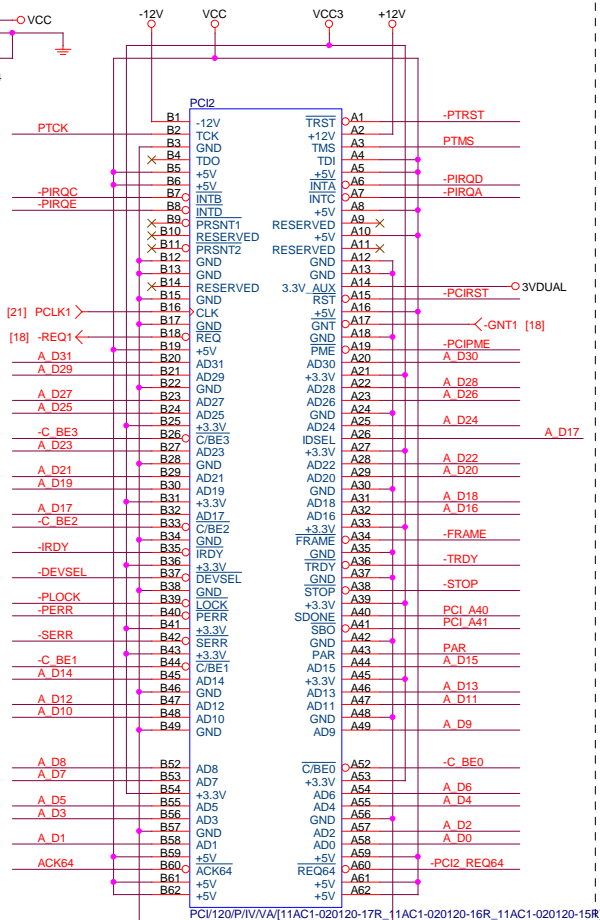 VCC
-12V VCC VCC3 +12V
PCI2
B1 -12V TRST A1 -PTRST
PTCK B2 TCK +12V A2
B3 GND TMS A3 PTMS
B4 TDO TDI A4
B5 +5V +5V A5
B6 +5V INTA A6 -PIRQD
-PIRQC B7 INTB INTC A7 -PIRQA
-PIRQE B8 INTD +5V A8
B9 PRSNT1 RESERVED A9
B10 RESERVED +5V A10
B11 PRSNT2 RESERVED A11
B12 GND GND A12
B13 GND GND A13
B14 RESERVED 3.3V_AUX A14 3VDUAL
B15 GND RST A15 -PCIRST
[21] PCLK1 B16 CLK +5V A16
B17 GND GNT A17 -GNT1 [18]
[18] -REQ1 B18 REQ GND A18
B19 +5V PME A19 -PCIPME
A_D31 B20 AD31 AD30 A20 A_D30
A_D29 B21 AD29 +3.3V A21
B22 GND AD28 A22 A_D28
A_D27 B23 AD27 AD26 A23 A_D26
A_D25 B24 AD25 GND A24
B25 +3.3V AD24 A25 A_D24
-C_BE3 B26 C/BE3 IDSEL A26 A_D17
A_D23 B27 AD23 +3.3V A27
B28 GND AD22 A28 A_D22
A_D21 B29 AD21 AD20 A29 A_D20
A_D19 B30 AD19 GND A30
B31 +3.3V AD18 A31 A_D18
A_D17 B32 AD17 AD16 A32 A_D16
-C_BE2 B33 C/BE2 +3.3V A33
B34 GND FRAME A34 -FRAME
-IRDY B35 IRDY GND A35
B36 +3.3V TRDY A36 -TRDY
-DEVSEL B37 DEVSEL GND A37
B38 GND STOP A38 -STOP
-PLOCK B39 LOCK +3.3V A39
-PERR B40 PERR SDONE A40 PCI_A40
B41 +3.3V SBO A41 PCI_A41
-SERR B42 SERR GND A42
B43 +3.3V PAR A43 PAR
-C_BE1 B44 C/BE1 AD15 A44 A_D15
A_D14 B45 AD14 +3.3V A45
B46 GND AD13 A46 A_D13
A_D12 B47 AD12 AD11 A47 A_D11
A_D10 B48 AD10 GND A48
B49 GND AD9 A49 A_D9
A_D8 B52 AD8 C/BE0 A52 -C_BE0
A_D7 B53 AD7 +3.3V A53
B54 +3.3V AD6 A54 A_D6
A_D5 B55 AD5 AD4 A55 A_D4
A_D3 B56 AD3 GND A56
B57 GND AD2 A57 A_D2
A_D1 B58 AD1 AD0 A58 A_D0
B59 +5V +5V A59
ACK64 B60 ACK64 REQ64 A60 -PCI2_REQ64
B61 +5V +5V A61
B62 +5V +5V A62
PCI/120/P/IV/VA/[11AC1-020120-17R_11AC1-020120-16R_11AC1-020120-15R